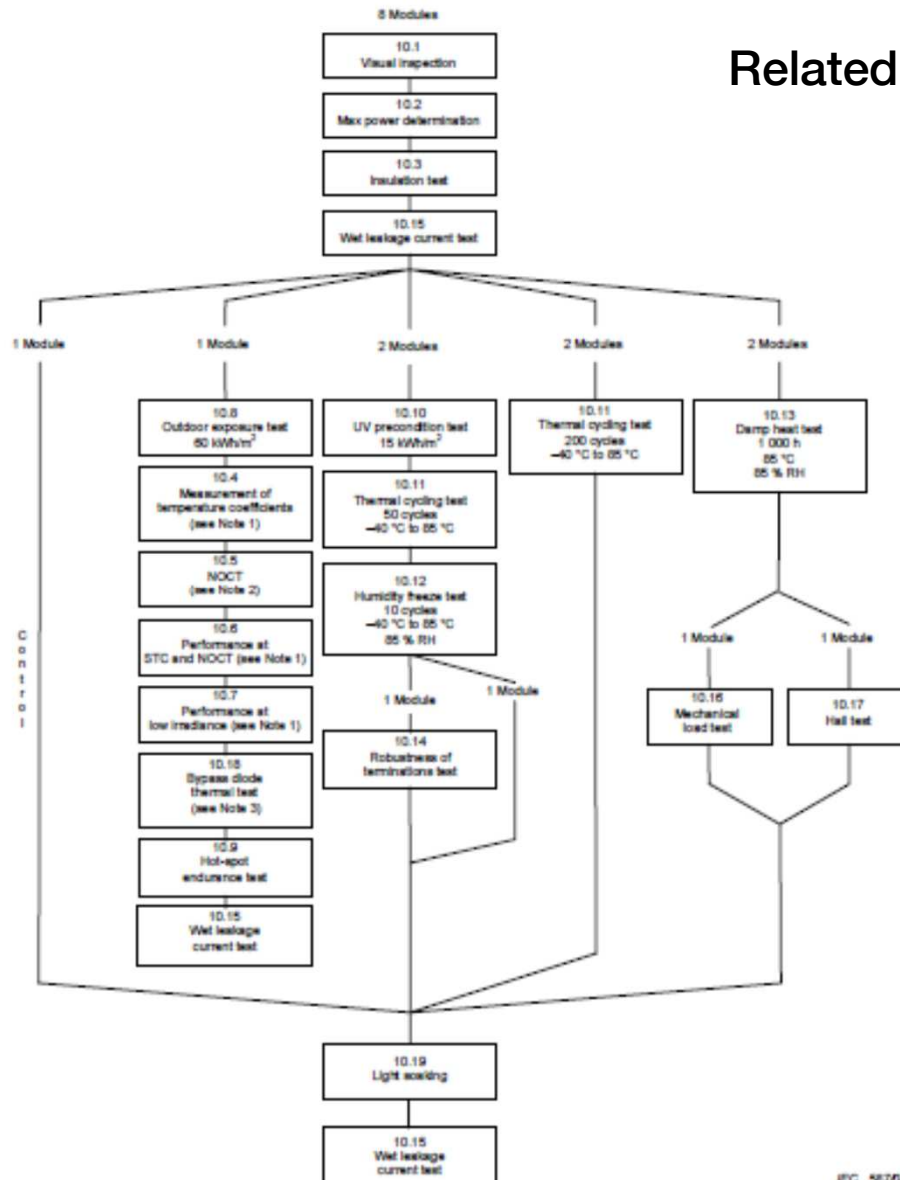 8 Modules
Related
10.1
Visual inspection
10.2
Max power determination
10.3
Insulation test
10.15
Wet leakage current test
1 Module
1 Module
2 Modules
2 Modules
2 Modules
Control
10.8
Outdoor exposure test
60 kWh/m²
10.4
Measurement of
temperature coefficients
(see Note 1)
10.5
NOCT
(see Note 2)
10.6
Performance at
STC and NOCT (see Note 1)
10.7
Performance at
low irradiance (see Note 1)
10.18
Bypass diode
thermal test
(see Note 3)
10.9
Hot-spot
endurance test
10.15
Wet leakage
current test
10.10
UV precondition test
15 kWh/m²
10.11
Thermal cycling test
50 cycles
–40 °C to 85 °C
10.12
Humidity freeze test
10 cycles
–40 °C to 85 °C
85 % RH
1 Module
1 Module
10.14
Robustness of
terminations test
10.11
Thermal cycling test
200 cycles
–40 °C to 85 °C
10.13
Damp heat test
1 000 h
85 °C
85 % RH
1 Module
1 Module
10.16
Mechanical
load test
10.17
Hail test
10.19
Light soaking
10.15
Wet leakage
current test
IEC